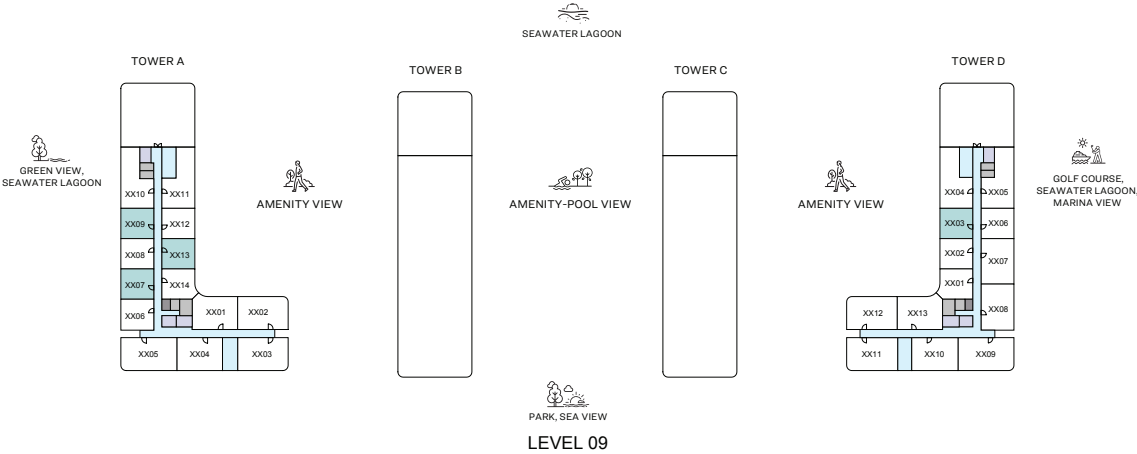 SEAWATER LAGOON
TOWER A
TOWER B
TOWER C
TOWER D
GREEN VIEW,
SEAWATER LAGOON
AMENITY VIEW
AMENITY-POOL VIEW
AMENITY VIEW
GOLF COURSE,
SEAWATER LAGOON,
MARINA VIEW
XX10 XX11
XX09 XX12
XX08 XX13
XX07 XX14
XX06 XX01 XX02
XX05 XX04 XX03
XX04 XX05
XX03 XX06
XX02 XX07
XX01
XX12 XX13 XX08
XX11 XX10 XX09
PARK, SEA VIEW
LEVEL 09